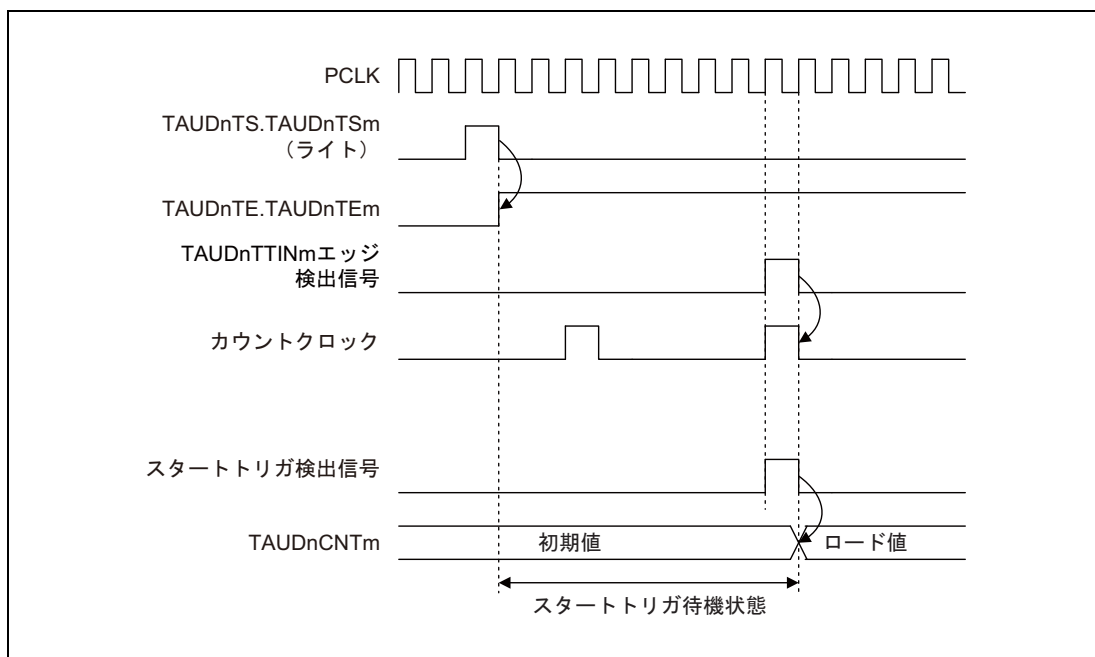 PCLK
TAUDnTS.TAUDnTSm
（ライト）
TAUDnTE.TAUDnTEm
TAUDnTTINmエッジ
検出信号
カウントクロック
スタートトリガ検出信号
TAUDnCNTm
初期値
ロード値
スタートトリガ待機状態